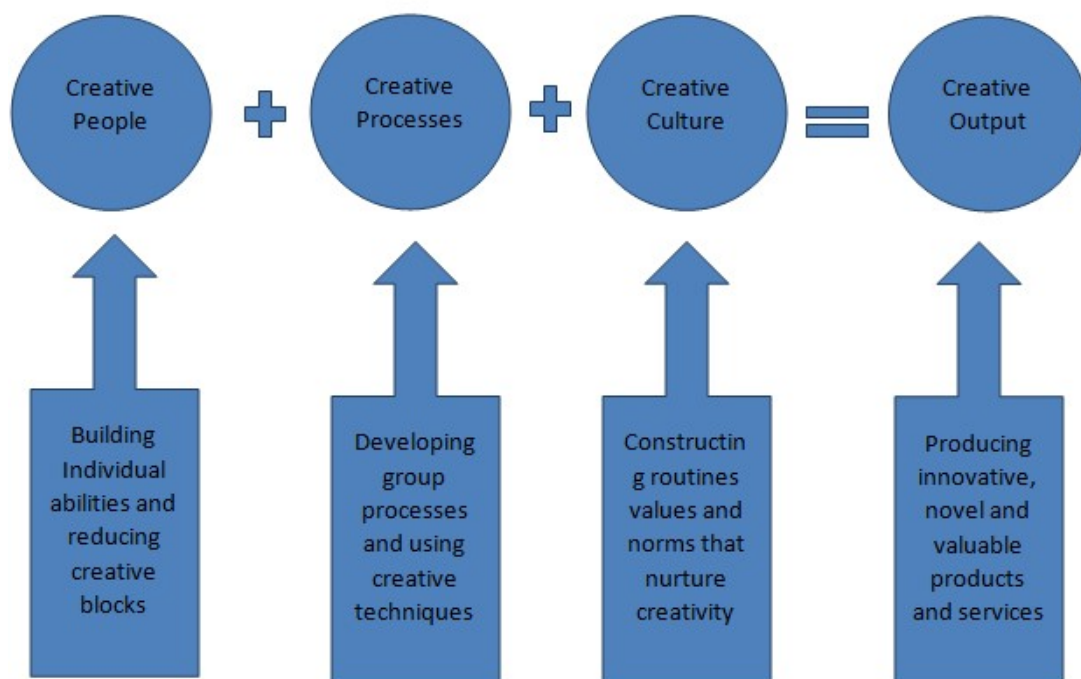 Creative
People
Creative
Processes
Creative
Culture
Creative
Output
Building
Individual
abilities and
reducing
creative
blocks
Developing
group
processes
and using
creative
techniques
Constructin
g routines
values and
norms that
nurture
creativity
Producing
innovative,
novel and
valuable
products
and services